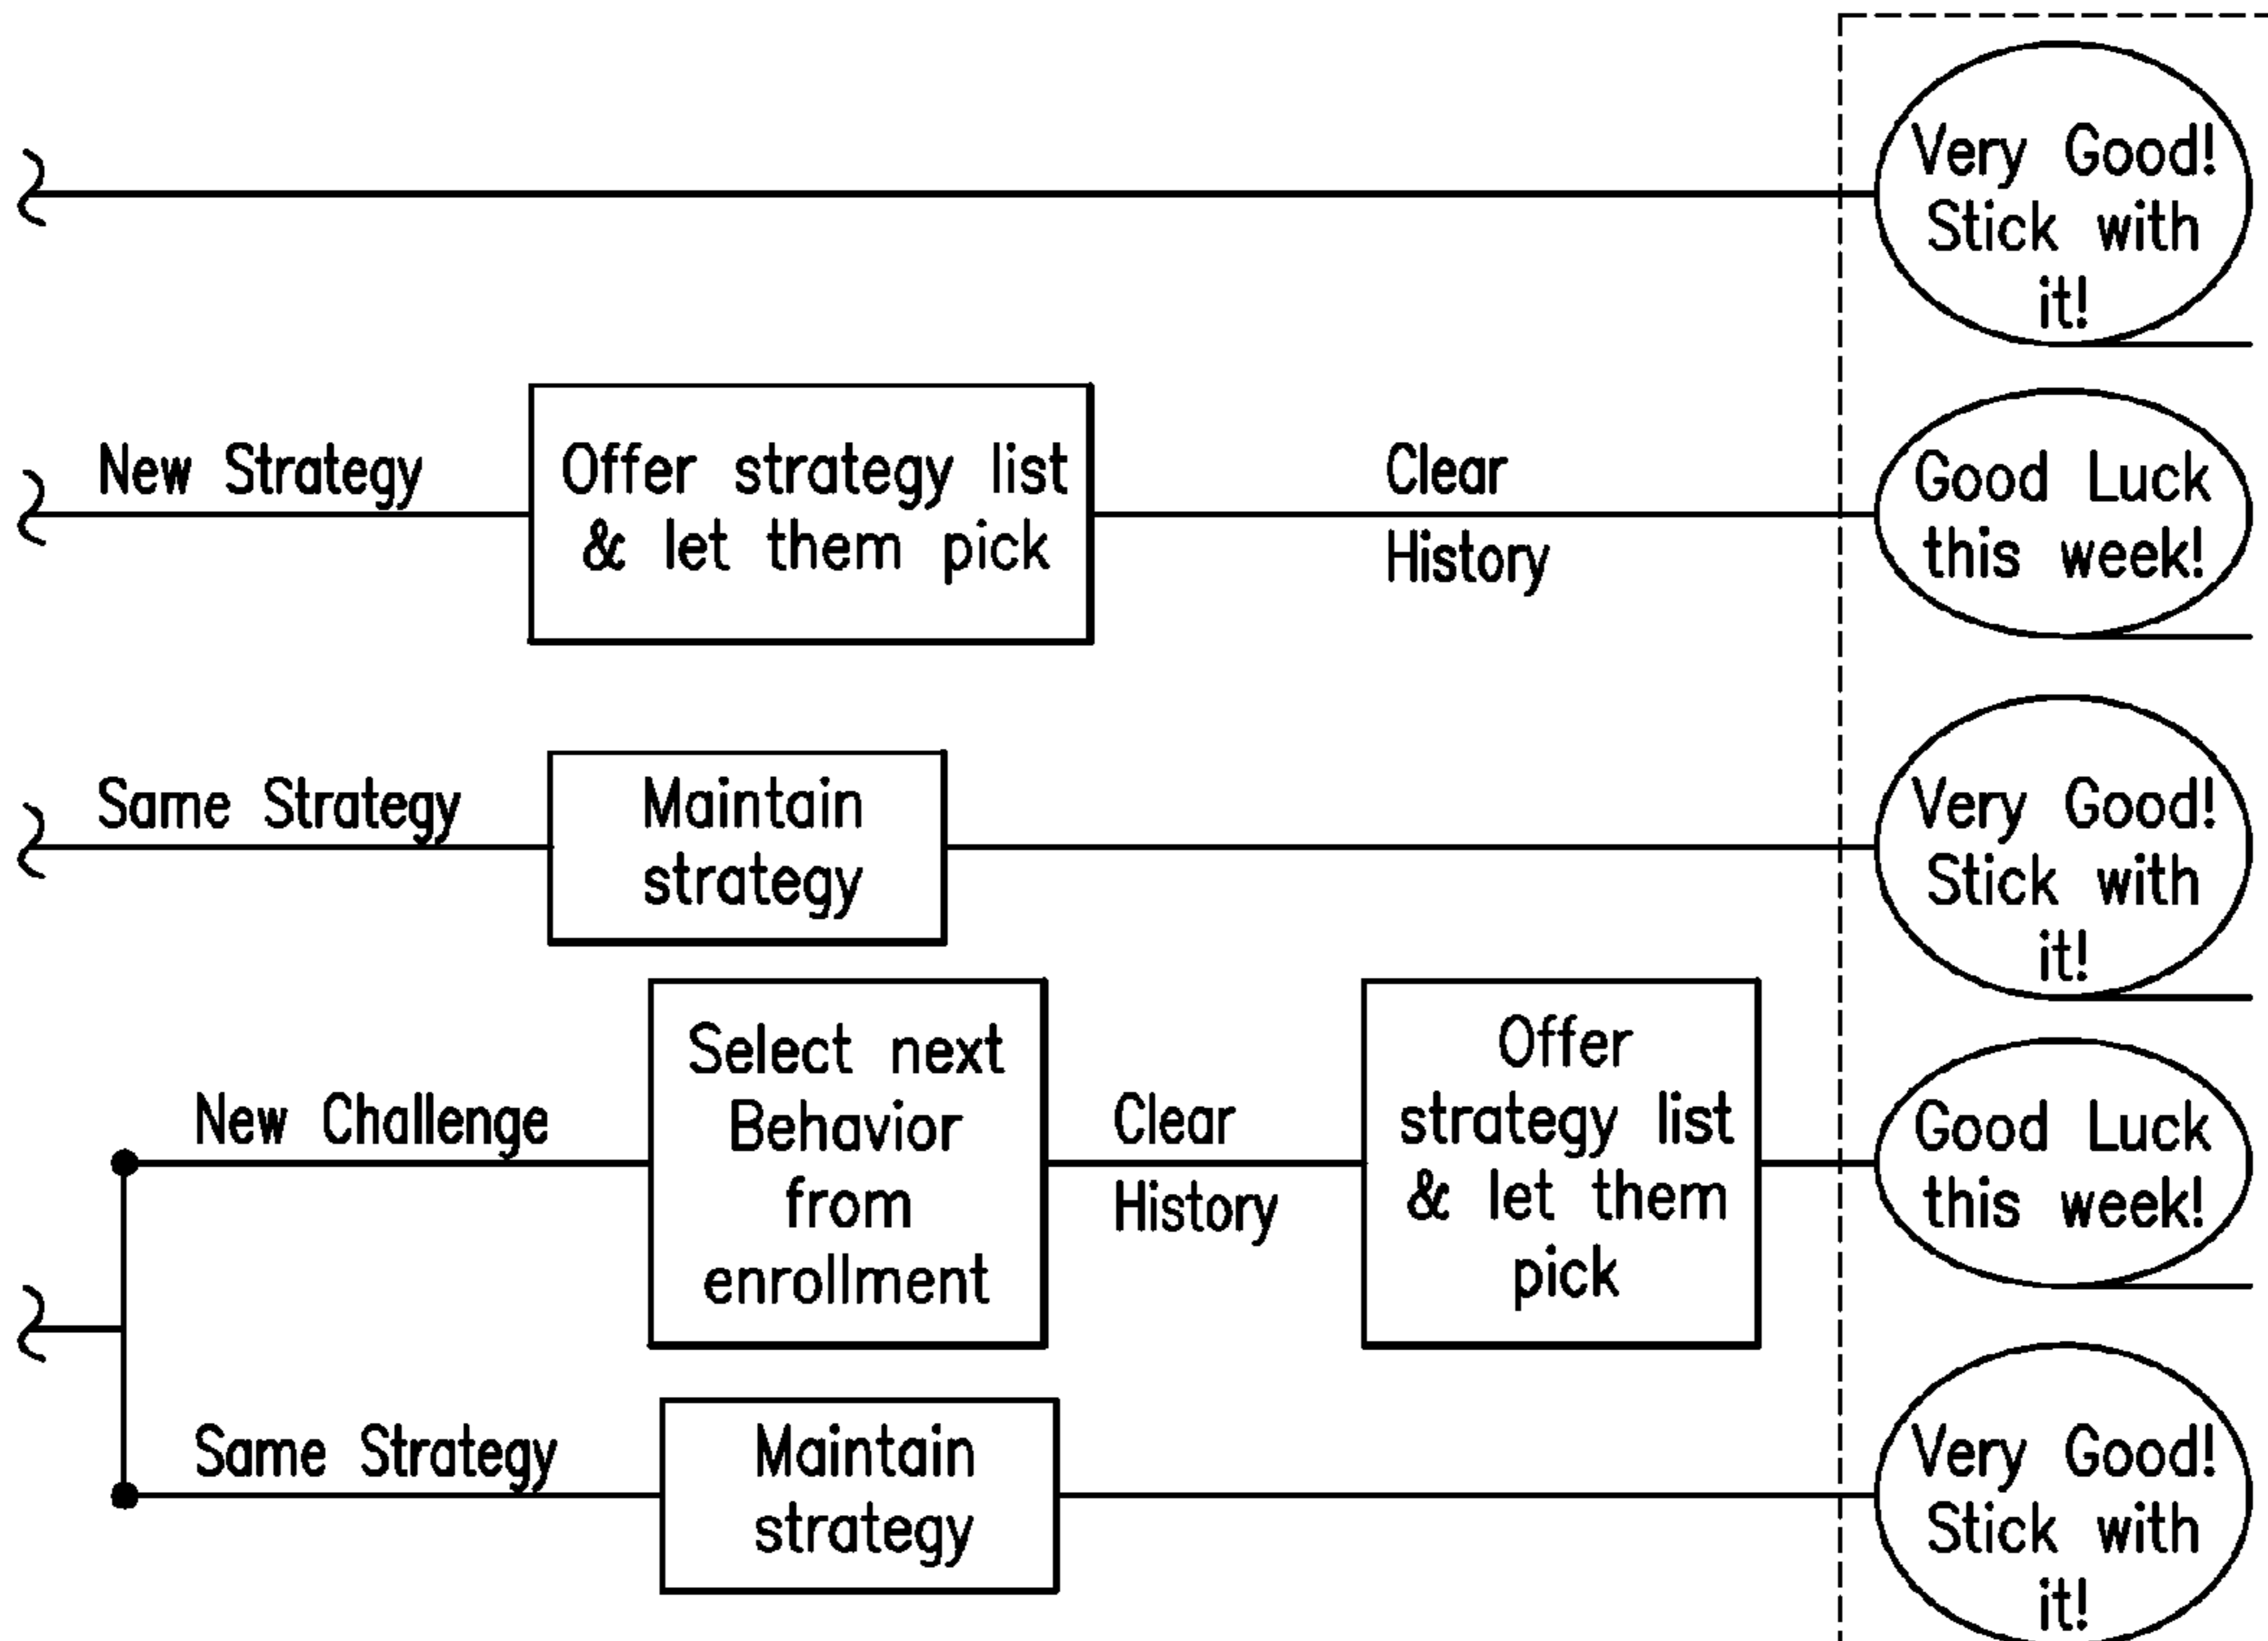 Very Good!
Stick with
it!
New Strategy
Offer strategy list
& let them pick
Clear
History
Good Luck
this week!
Same Strategy
Maintain
strategy
Very Good!
Stick with
it!
New Challenge
Select next
Behavior
from
enrollment
Clear
History
Offer
strategy list
& let them
pick
Good Luck
this week!
Same Strategy
Maintain
strategy
Very Good!
Stick with
it!